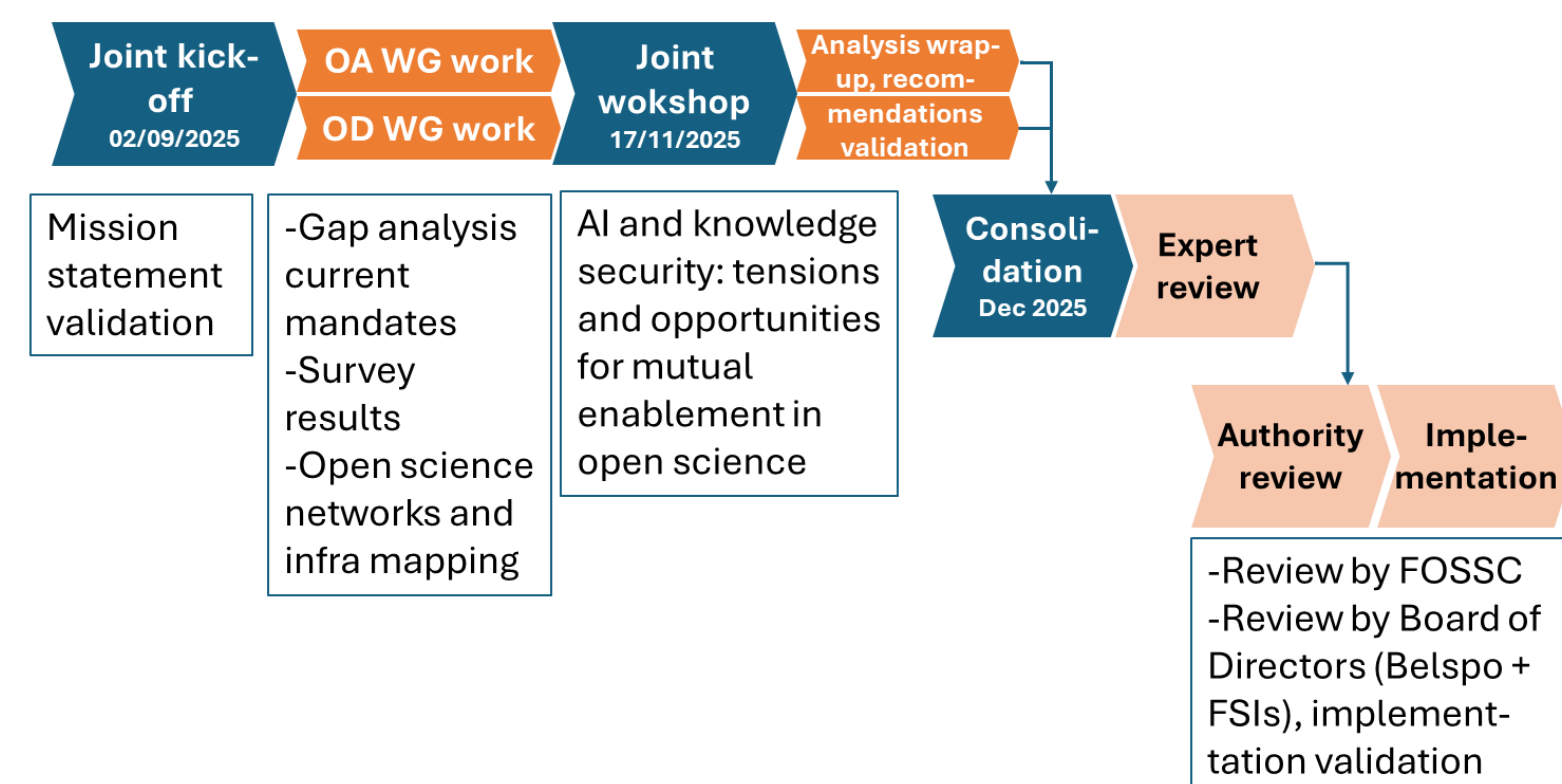 Joint kick-
off
02/09/2025
OA WG work
OD WG work
Joint
wokshop
17/11/2025
Analysis wrap-
up, recom-
mendations
validation
Mission
statement
validation
-Gap analysis
current
mandates
-Survey
results
-Open science
networks and
infra mapping
AI and knowledge
security: tensions
and opportunities
for mutual
enablement in
open science
Consoli-
dation
Dec 2025
Expert
review
Authority
review
Imple-
mentation
-Review by FOSSC
-Review by Board of
Directors (Belspo +
FSIs), implement-
tation validation